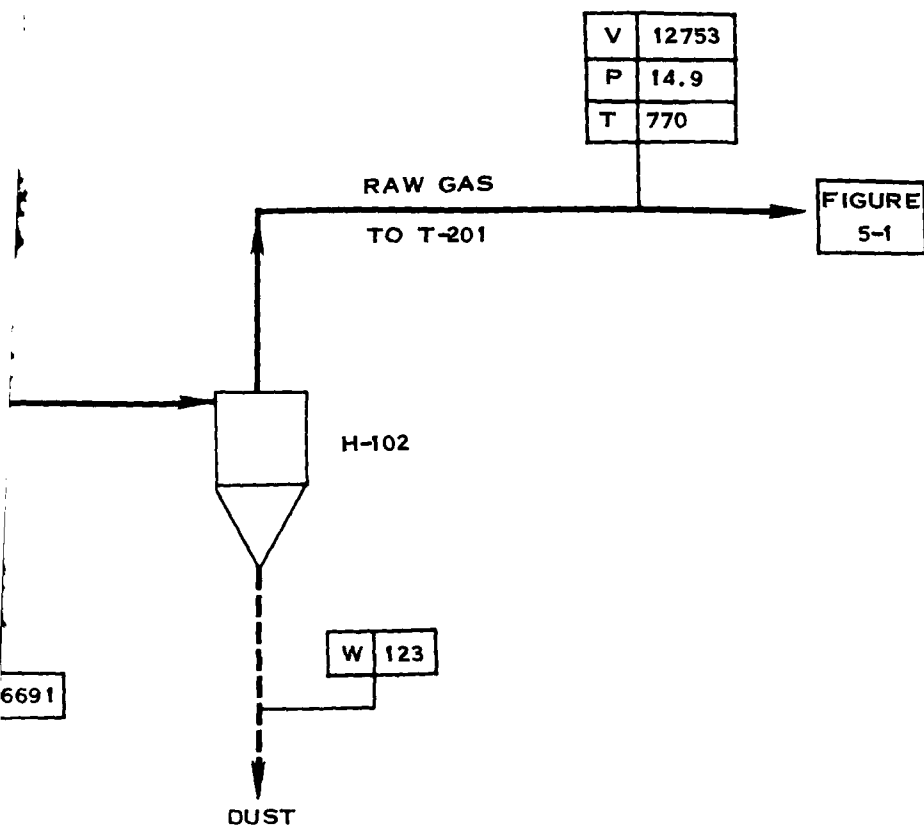 V 12753
P 14.9
T 770
RAW GAS
TO T-201
FIGURE
5-1
H-102
W 123
6691
DUST